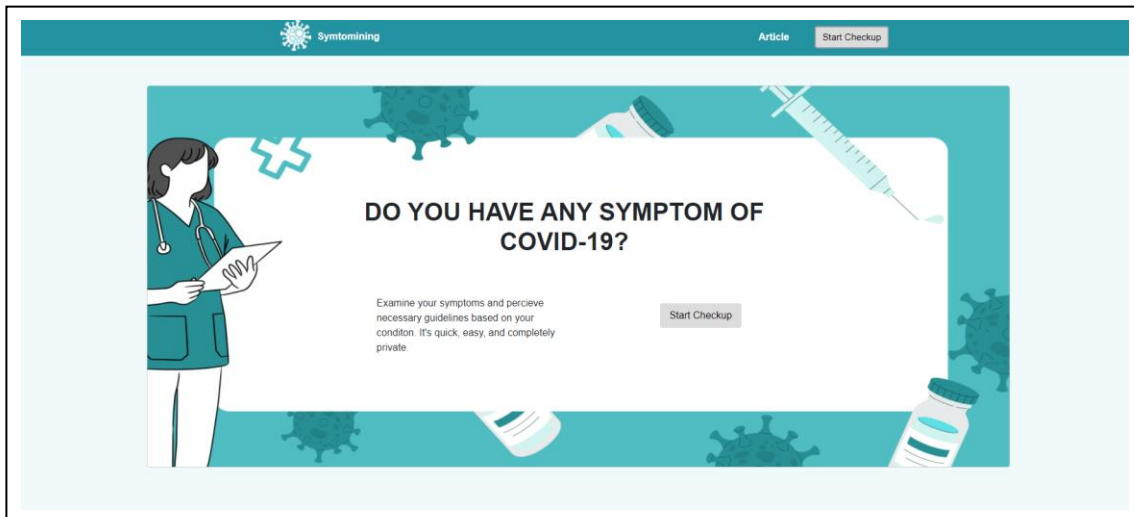 Symtomining
Article
Start Checkup
DO YOU HAVE ANY SYMPTOM OF
COVID-19?
Examine your symptoms and percieve
necessary guidelines based on your
conditon. It's quick, easy, and completely
private.
Start Checkup